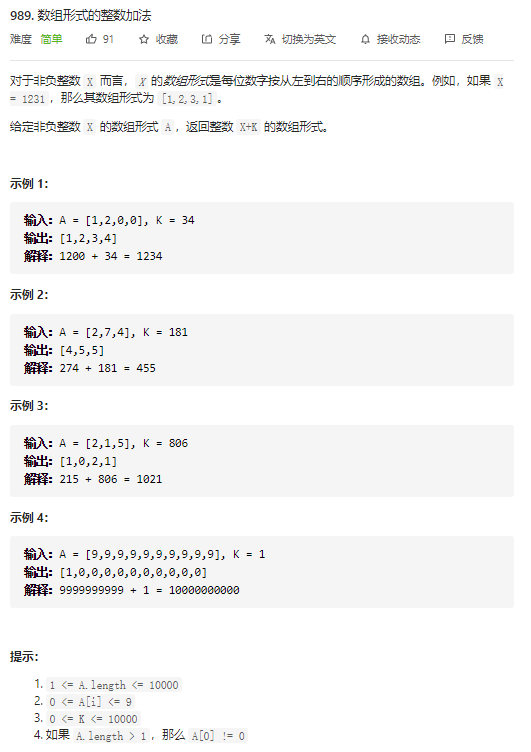 989. 数组形式的整数加法
难度 简单 91 收藏 分享 切换为英文 接收动态 反馈
对于非负整数 X 而言，X 的数组形式是每位数字按从左到右的顺序形成的数组。例如，如果 X
= 1231，那么其数组形式为 [1,2,3,1]。
给定非负整数 X 的数组形式 A，返回整数 X+K 的数组形式。
示例 1：
输入：A = [1,2,0,0], K = 34
输出：[1,2,3,4]
解释：1200 + 34 = 1234
示例 2：
输入：A = [2,7,4], K = 181
输出：[4,5,5]
解释：274 + 181 = 455
示例 3：
输入：A = [2,1,5], K = 806
输出：[1,0,2,1]
解释：215 + 806 = 1021
示例 4：
输入：A = [9,9,9,9,9,9,9,9,9,9], K = 1
输出：[1,0,0,0,0,0,0,0,0,0,0]
解释：9999999999 + 1 = 10000000000
提示：
1. 1 <= A.length <= 10000
2. 0 <= A[i] <= 9
3. 0 <= K <= 10000
4. 如果 A.length > 1，那么 A[0] != 0